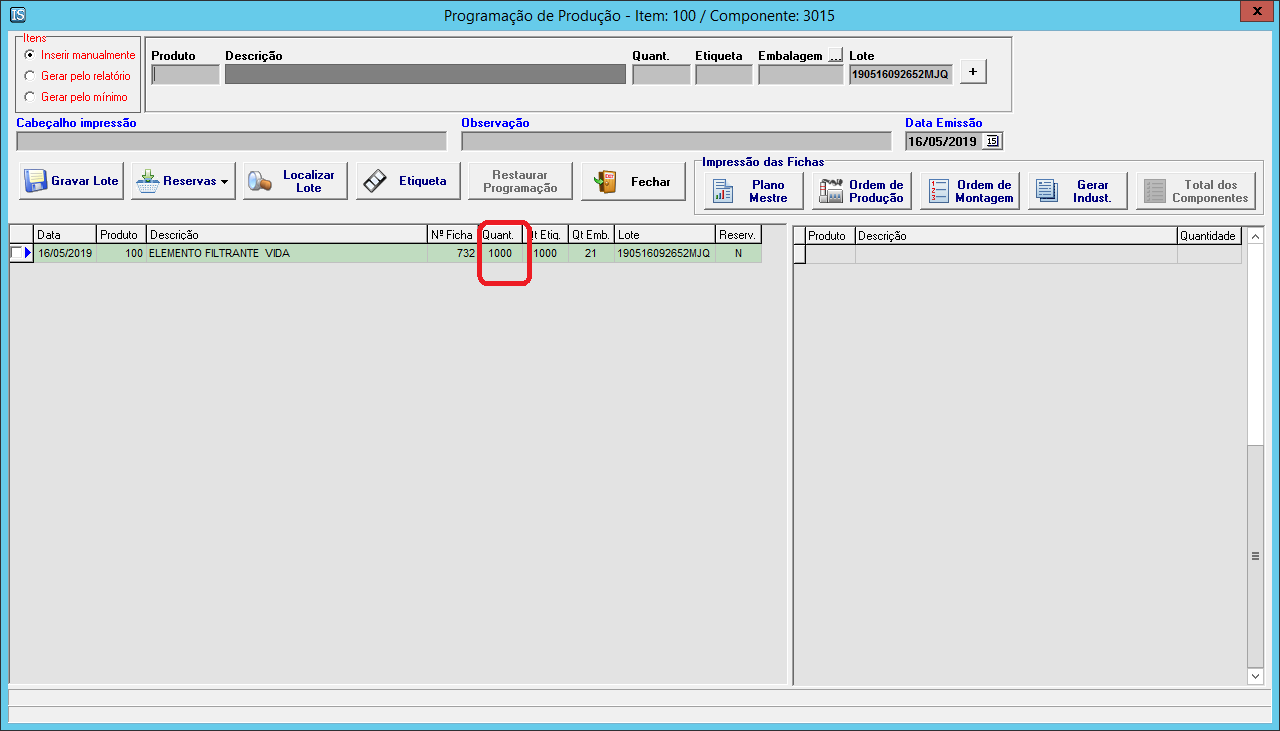 Programação de Produção - Item: 100 / Componente: 3015
Itens
Inserir manualmente
Gerar pelo relatório
Gerar pelo mínimo
Produto Descrição Quant. Etiqueta Embalagem ... Lote
190516092652MJQ +
Cabeçalho impressão Observação Data Emissão
16/05/2019 15
Gravar Lote Reservas Localizar Lote Etiqueta Restaurar Programação Fechar
Impressão das Fichas
Plano Mestre Ordem de Produção Ordem de Montagem Gerar Indust. Total dos Componentes
Data Produto Descrição Nº Ficha Quant. Qt Etiq. Qt Emb. Lote Reserv.
16/05/2019 100 ELEMENTO FILTRANTE VIDA 732 1000 1000 21 190516092652MJQ N
Produto Descrição Quantidade